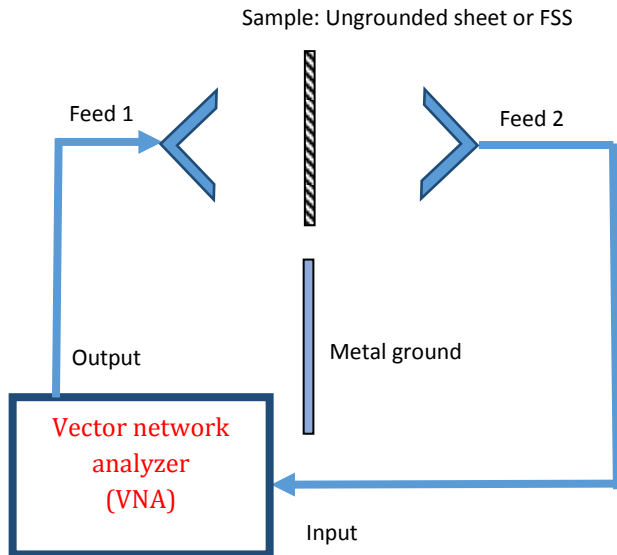 Sample: Ungrounded sheet or FSS
Feed 1
Feed 2
Output
Metal ground
Vector network
analyzer
(VNA)
Input